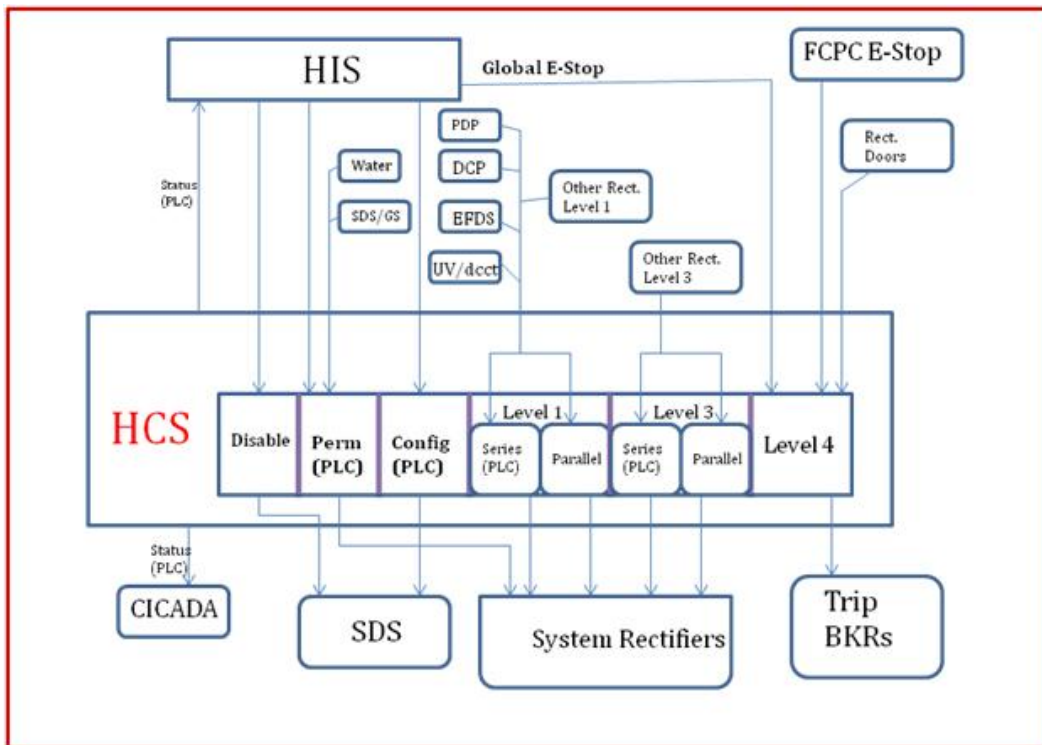 HIS
Global E-Stop
FCPC E-Stop
PDP
Water
DCP
Other Rect.
Level 1
Rect.
Doors
Status
(PLC)
SDS/GS
EFDS
UV/dcct
Other Rect.
Level 3
HCS
Disable
Perm
(PLC)
Config
(PLC)
Level 1
Series
(PLC)
Parallel
Level 3
Series
(PLC)
Parallel
Level 4
Status
(PLC)
CICADA
SDS
System Rectifiers
Trip
BKRs